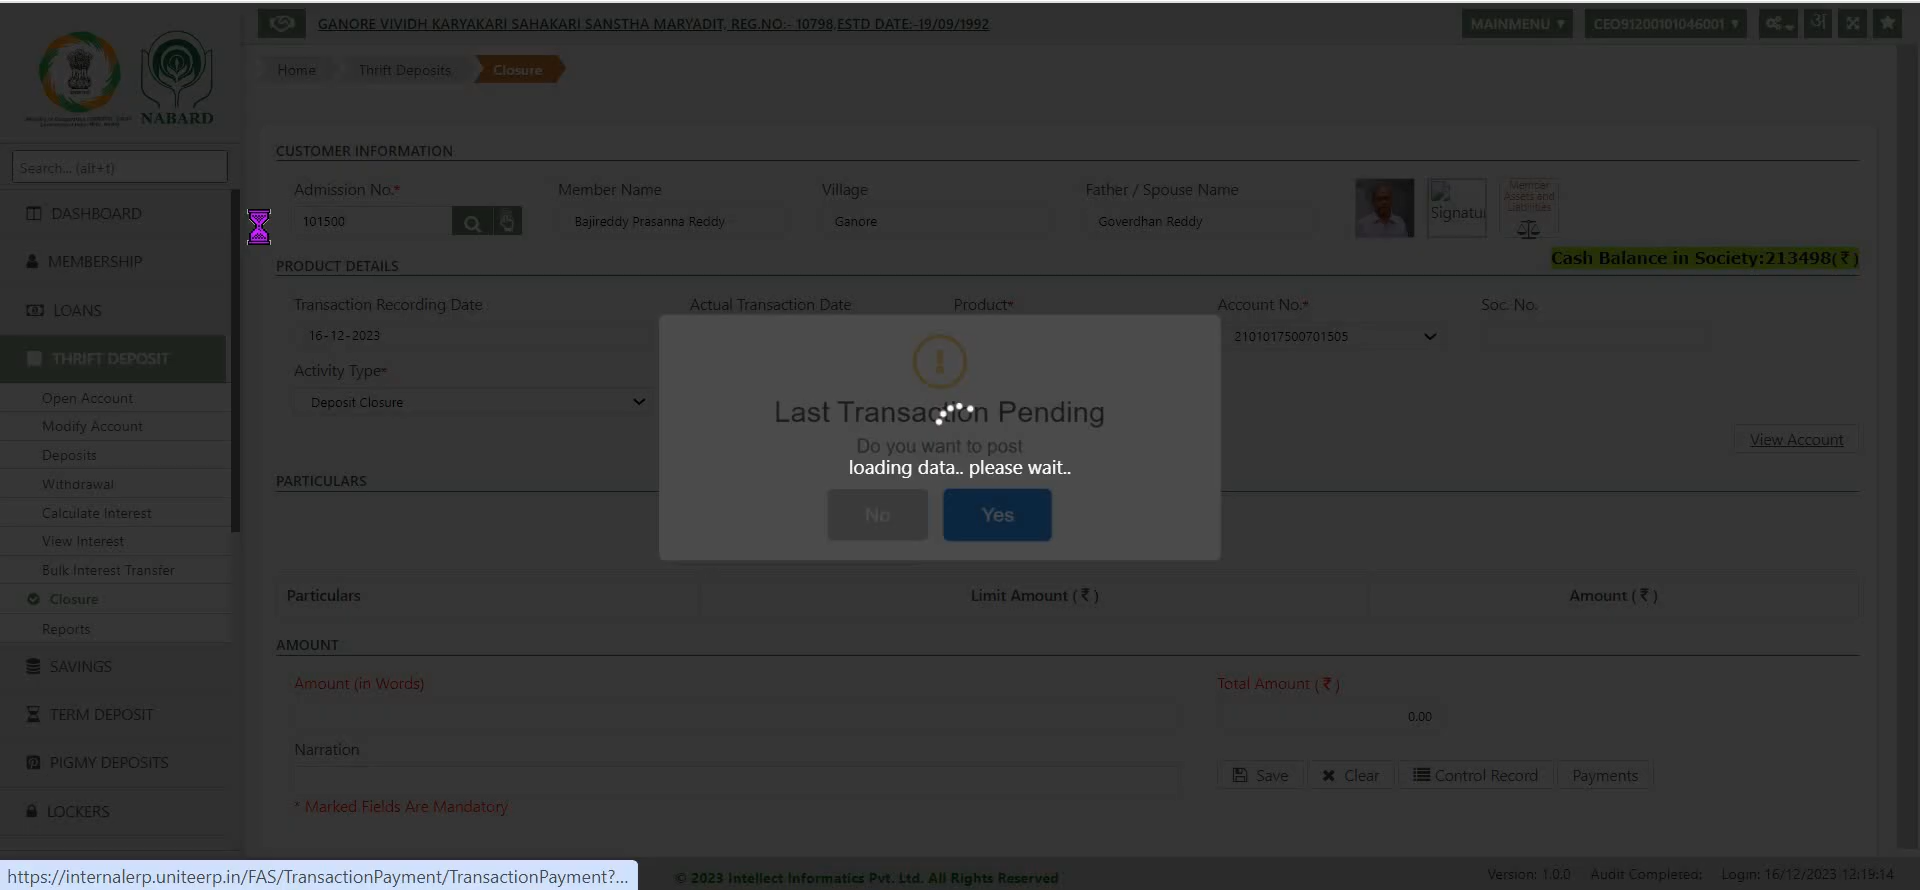 GANORE VIVIDH KARYAKARI SAHAKARI SANSTHA MARYADIT, REG.NO:- 10798,ESTD DATE:-19/09/1992
MAINMENU ▾
CEO91200101046001 ▾
अ
NABARD
Home
Thrift Deposits
Closure
Search... (alt+t)
DASHBOARD
MEMBERSHIP
LOANS
THRIFT DEPOSIT
Open Account
Modify Account
Deposits
Withdrawal
Calculate Interest
View Interest
Bulk Interest Transfer
Closure
Reports
SAVINGS
TERM DEPOSIT
PIGMY DEPOSITS
LOCKERS
CUSTOMER INFORMATION
Admission No.*
Member Name
Village
Father / Spouse Name
101500
Bajireddy Prasanna Reddy
Ganore
Goverdhan Reddy
Signatu
Member
Assets and
Liabilities
Cash Balance in Society:213498(₹)
PRODUCT DETAILS
Transaction Recording Date
Actual Transaction Date
Product*
Account No.*
Soc. No.
16-12-2023
2101017500701505
Activity Type*
Deposit Closure
Last Transaction Pending
Do you want to post
loading data.. please wait..
No
Yes
View Account
PARTICULARS
Particulars
Limit Amount (₹)
Amount (₹)
AMOUNT
Amount (in Words)
Total Amount (₹)
0.00
Narration
Save
Clear
Control Record
Payments
* Marked Fields Are Mandatory
https://internalerp.uniteerp.in/FAS/TransactionPayment/TransactionPayment?...
© 2023 Intellect Informatics Pvt. Ltd. All Rights Reserved
Version: 1.0.0
Audit Completed:
Login: 16/12/2023 12:19:14